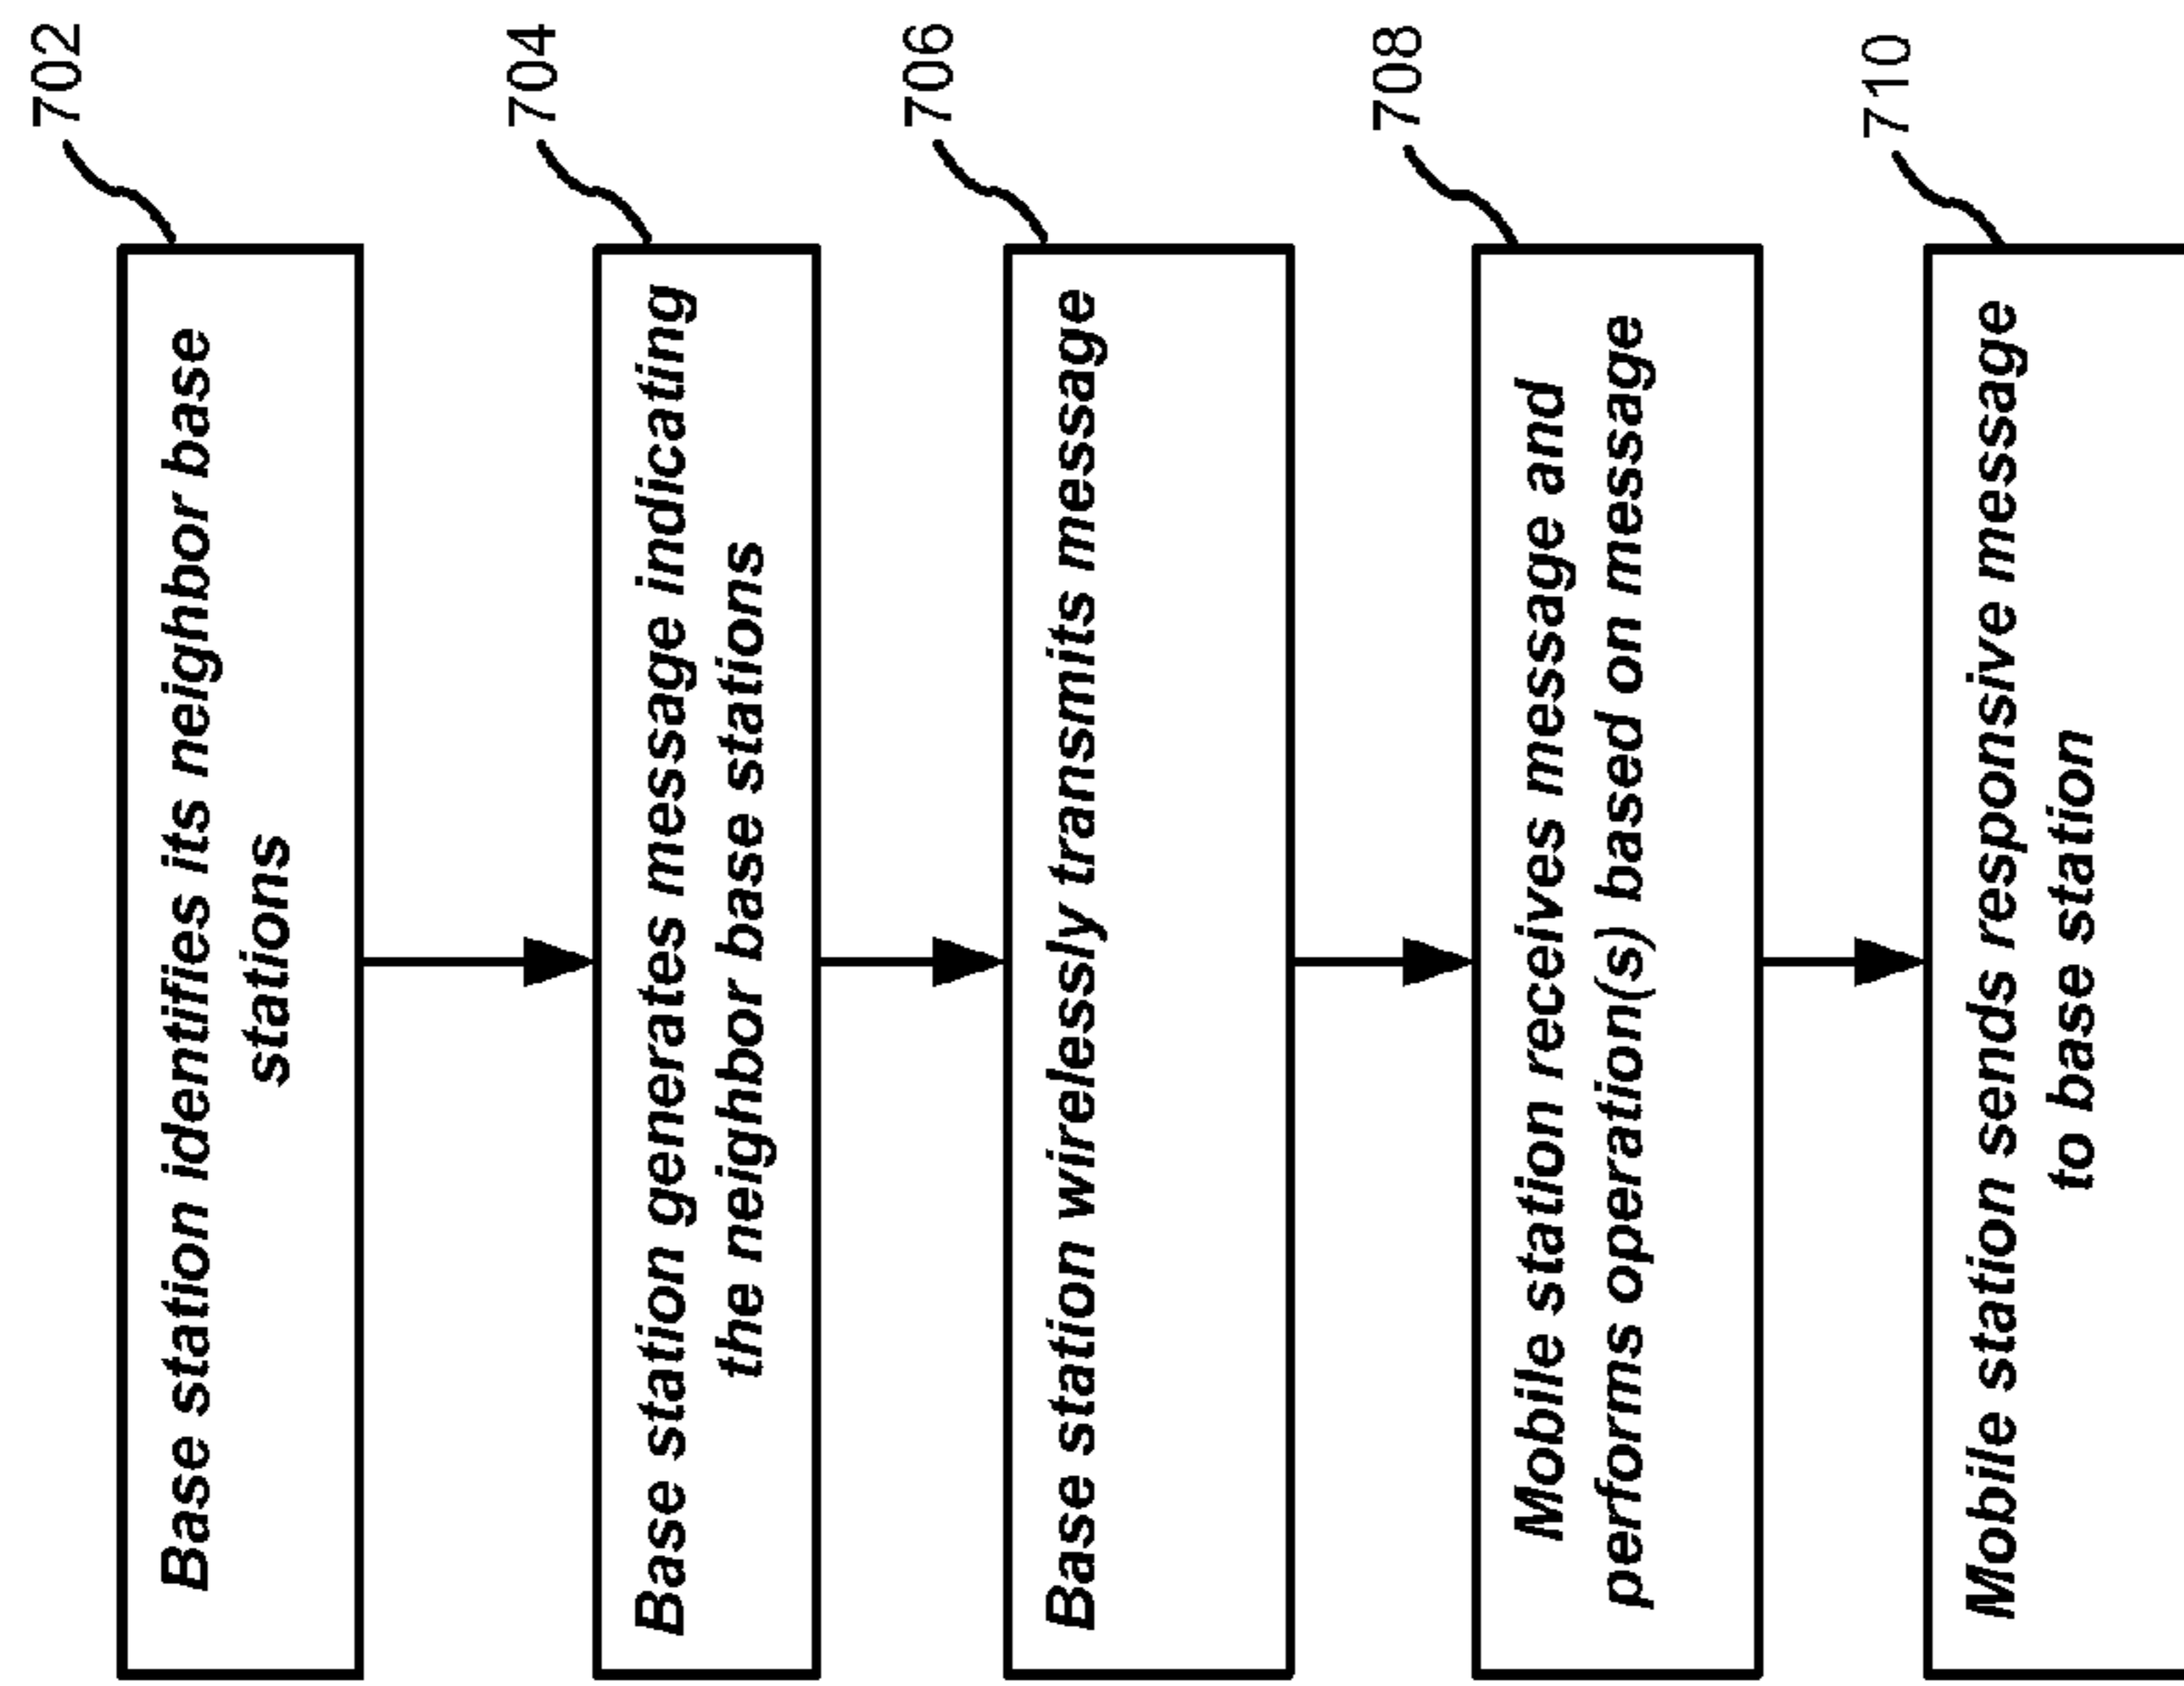 702
Base station identifies its neighbor base
stations
704
Base station generates message indicating
the neighbor base stations
706
Base station wirelessly transmits message
708
Mobile station receives message and
performs operation(s) based on message
710
Mobile station sends responsive message
to base station